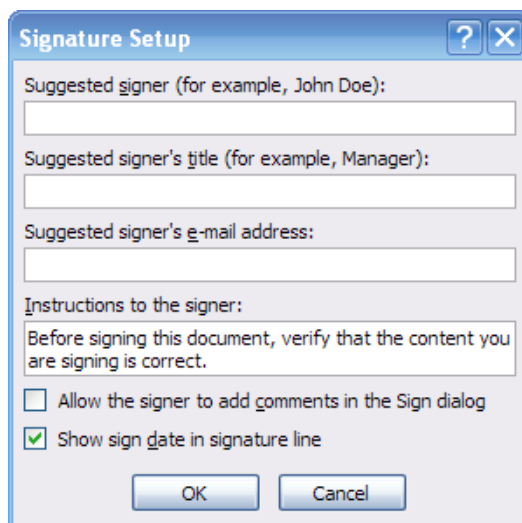 Signature Setup
Suggested signer (for example, John Doe):
Suggested signer's title (for example, Manager):
Suggested signer's e-mail address:
Instructions to the signer:
Before signing this document, verify that the content you
are signing is correct.
Allow the signer to add comments in the Sign dialog
Show sign date in signature line
OK Cancel